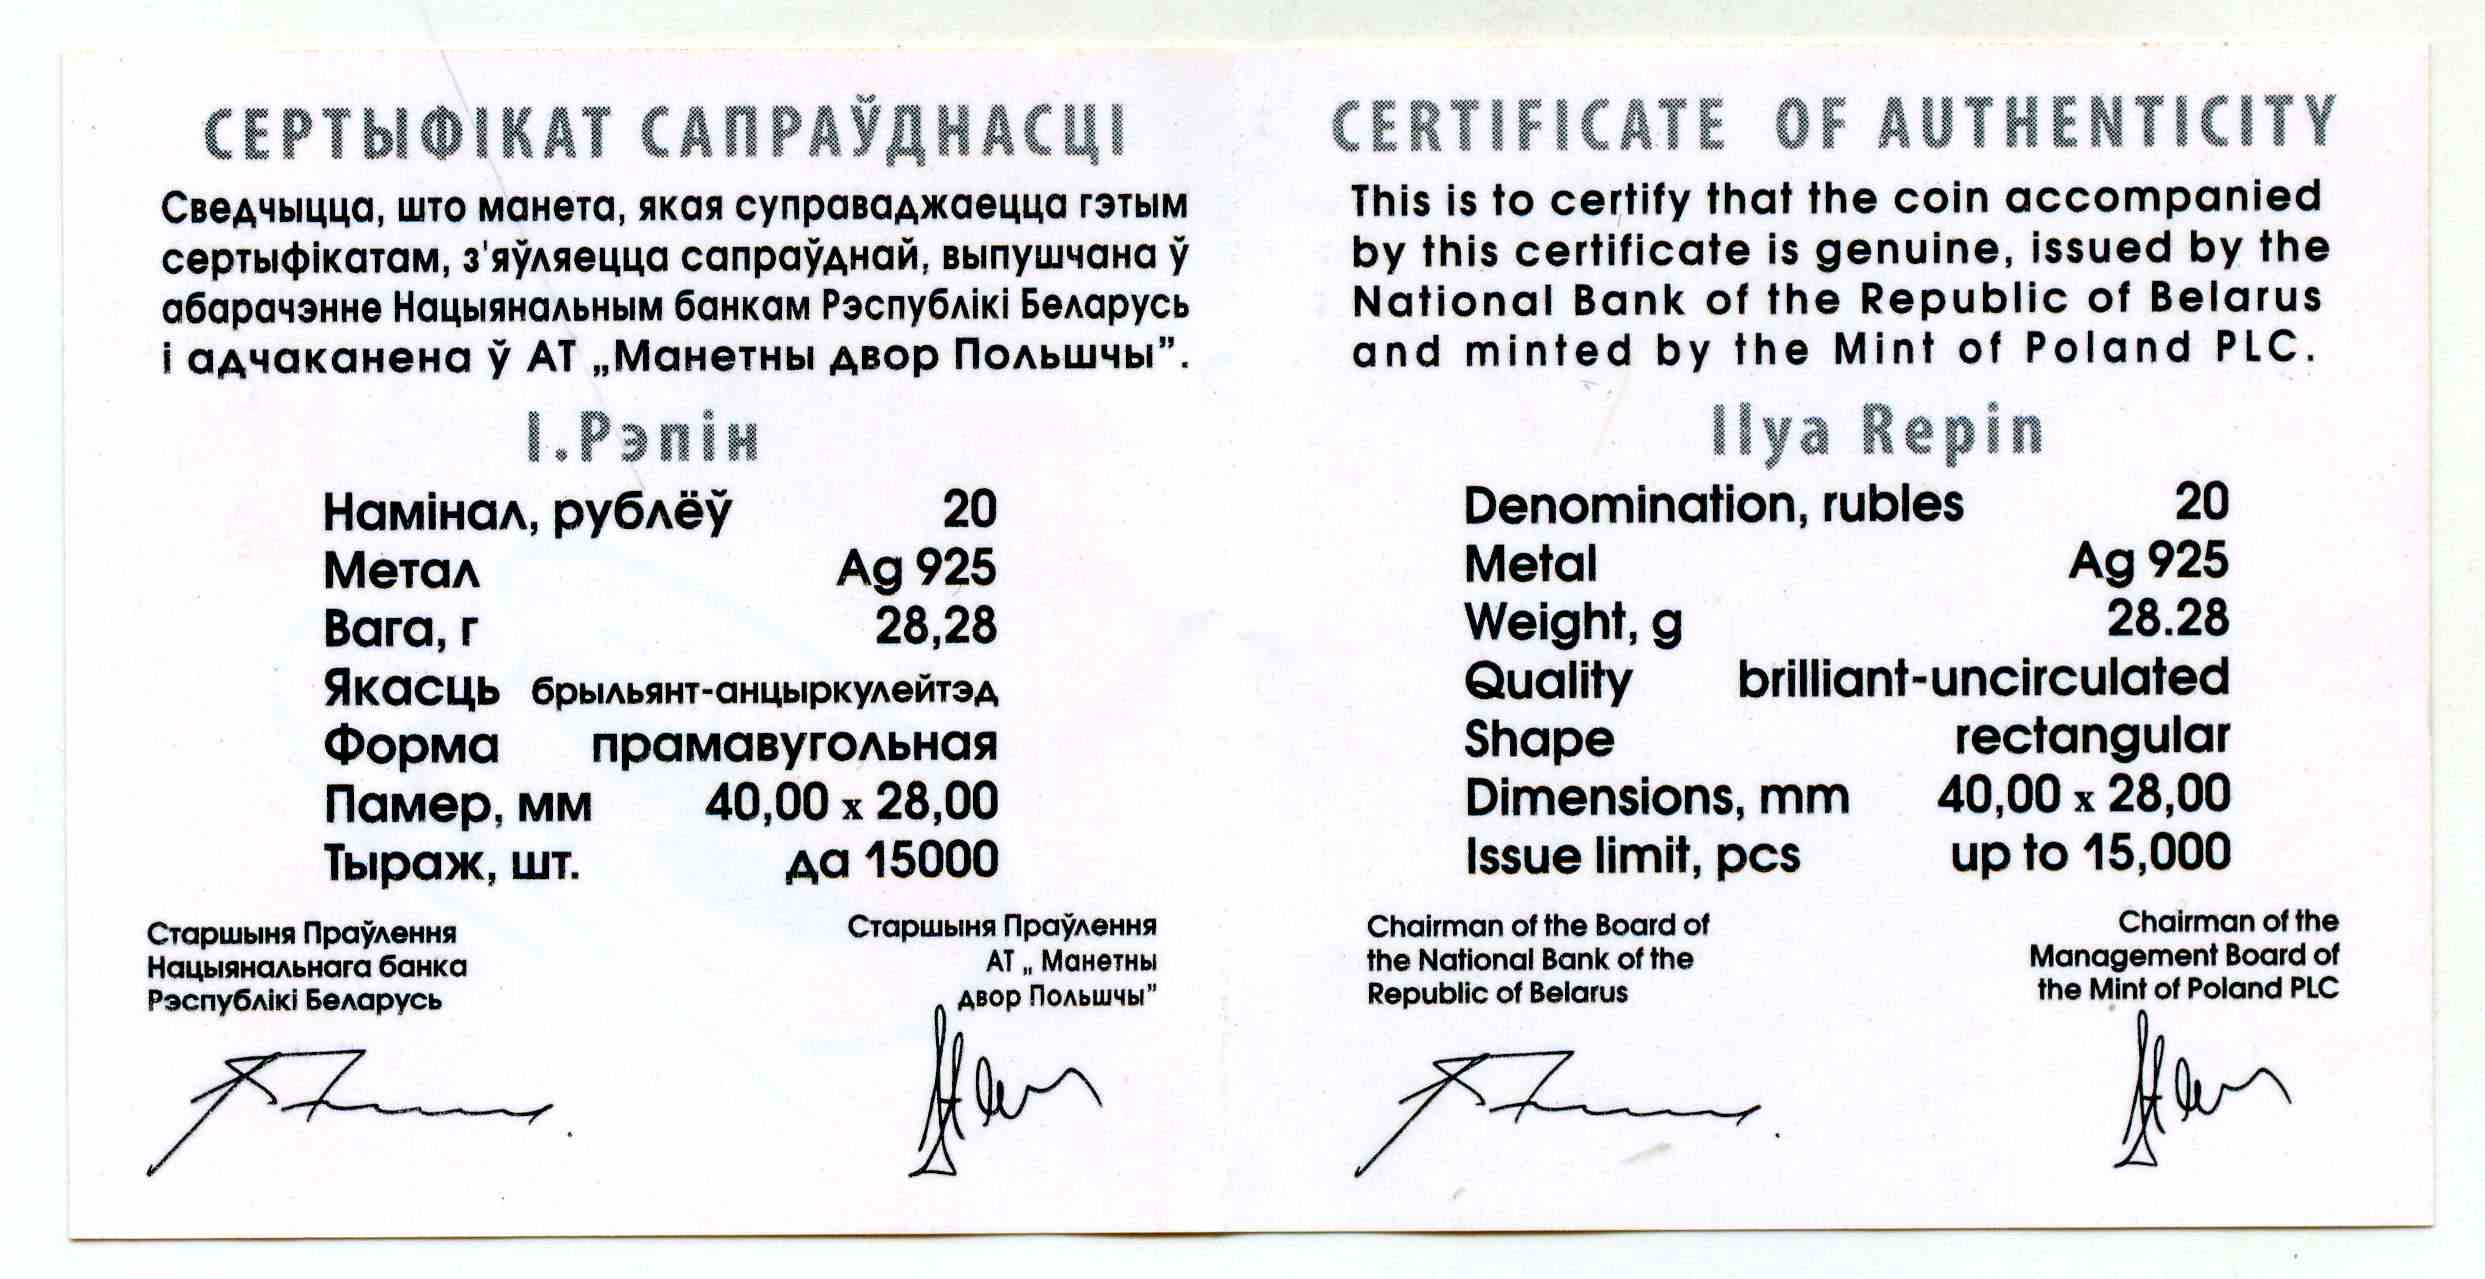 СЕРТЫФІКАТ САПРАЎДНАСЦІ
Сведчыцца, што манета, якая суправаджаецца гэтым
сертыфікатам, з'яўляецца сапраўднай, выпушчана ў
абарачэнне Нацыянальным банкам Рэспублікі Беларусь
і адчаканена ў АТ „Манетны двор Польшчы”.
І.Рэпін
Намінал, рублёў 20
Метал Ag 925
Вага, г 28,28
Якасць брыльянт-анцыркулейтэд
Форма прамавугольная
Памер, мм 40,00 x 28,00
Тыраж, шт. да 15000
Старшыня Праўлення
Нацыянальнага банка
Рэспублікі Беларусь
Старшыня Праўлення
АТ „ Манетны
двор Польшчы”
CERTIFICATE OF AUTHENTICITY
This is to certify that the coin accompanied
by this certificate is genuine, issued by the
National Bank of the Republic of Belarus
and minted by the Mint of Poland PLC.
Ilya Repin
Denomination, rubles 20
Metal Ag 925
Weight, g 28.28
Quality brilliant-uncirculated
Shape rectangular
Dimensions, mm 40,00 x 28,00
Issue limit, pcs up to 15,000
Chairman of the Board of
the National Bank of the
Republic of Belarus
Chairman of the
Management Board of
the Mint of Poland PLC